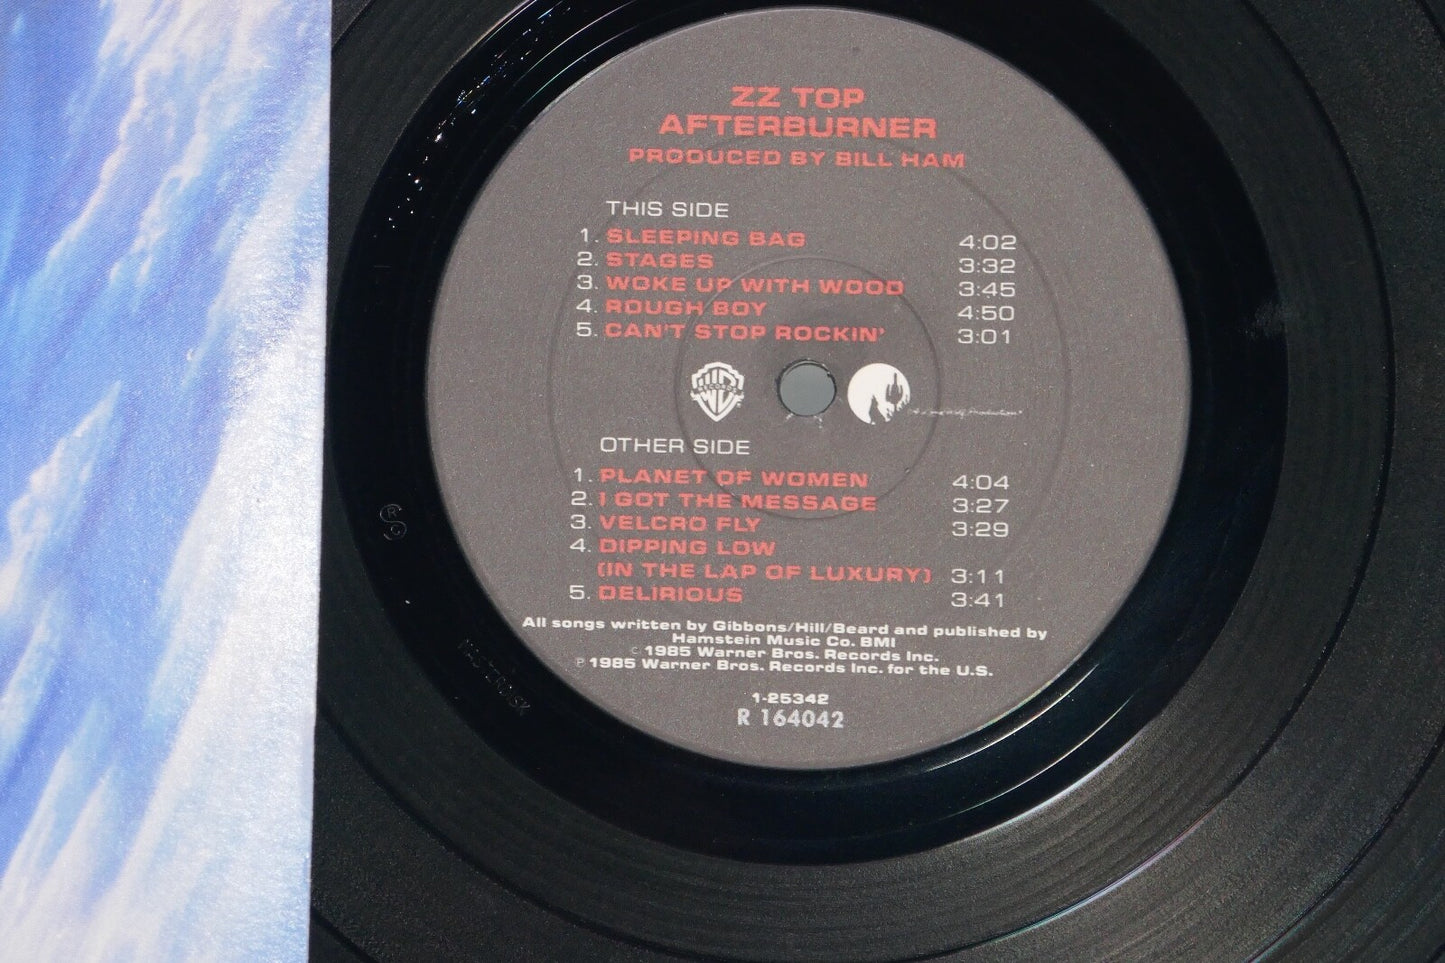 ZZ TOP
AFTERBURNER
PRODUCED BY BILL HAM
THIS SIDE
1. SLEEPING BAG 4:02
2. STAGES 3:32
3. WOKE UP WITH WOOD 3:45
4. ROUGH BOY 4:50
5. CAN'T STOP ROCKIN' 3:01
RECORDS
OTHER SIDE
1. PLANET OF WOMEN 4:04
2. I GOT THE MESSAGE 3:27
3. VELCRO FLY 3:29
4. DIPPING LOW
(IN THE LAP OF LUXURY) 3:11
5. DELIRIOUS 3:41
All songs written by Gibbons/Hill/Beard and published by
Hamstein Music Co. BMI
© 1985 Warner Bros. Records Inc.
℗ 1985 Warner Bros. Records Inc. for the U.S.
1-25342
R 164042
MASTERDISK